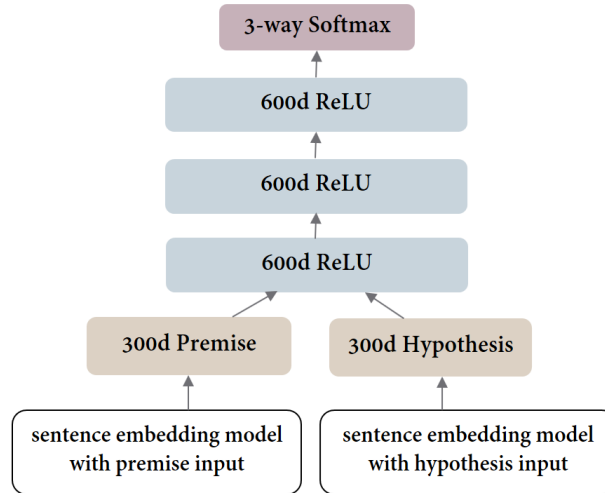 3-way Softmax
600d ReLU
600d ReLU
600d ReLU
300d Premise
300d Hypothesis
sentence embedding model
with premise input
sentence embedding model
with hypothesis input